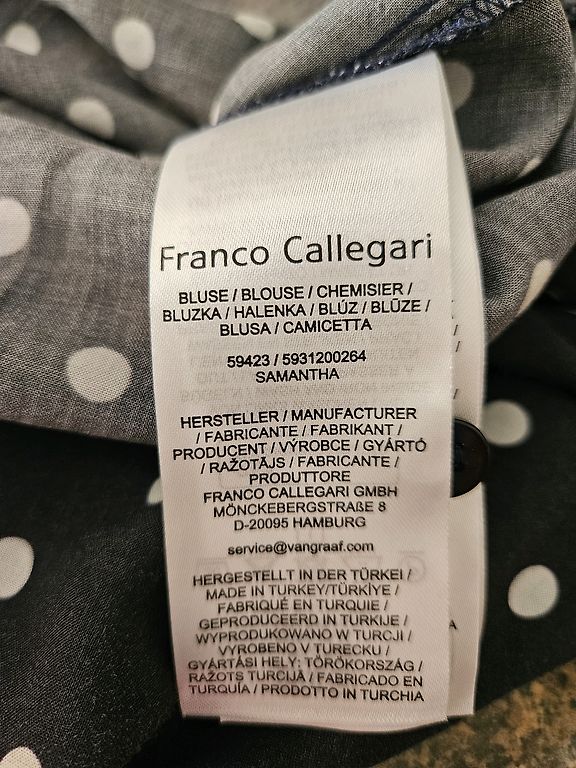 Franco Callegari
BLUSE / BLOUSE / CHEMISIER /
BLUZKA / HALENKA / BLÚZ / BLŪZE /
BLUSA / CAMICETTA
59423 / 5931200264
SAMANTHA
HERSTELLER / MANUFACTURER
/ FABRICANTE / FABRIKANT /
PRODUCENT / VÝROBCE / GYÁRTÓ
/ RAŽOTĀJS / FABRICANTE /
PRODUTTORE
FRANCO CALLEGARI GMBH
MÖNCKEBERGSTRAßE 8
D-20095 HAMBURG
service@vangraaf.com
HERGESTELLT IN DER TÜRKEI /
MADE IN TURKEY/TÜRKİYE /
FABRIQUÉ EN TURQUIE /
GEPRODUCEERD IN TURKIJE /
WYPRODUKOWANO W TURCJI /
VYROBENO V TURECKU /
GYÁRTÁSI HELY; TÖRÖKORSZÁG /
RAŽOTS TURCIJĀ / FABRICADO EN
TURQUÍA / PRODOTTO IN TURCHIA